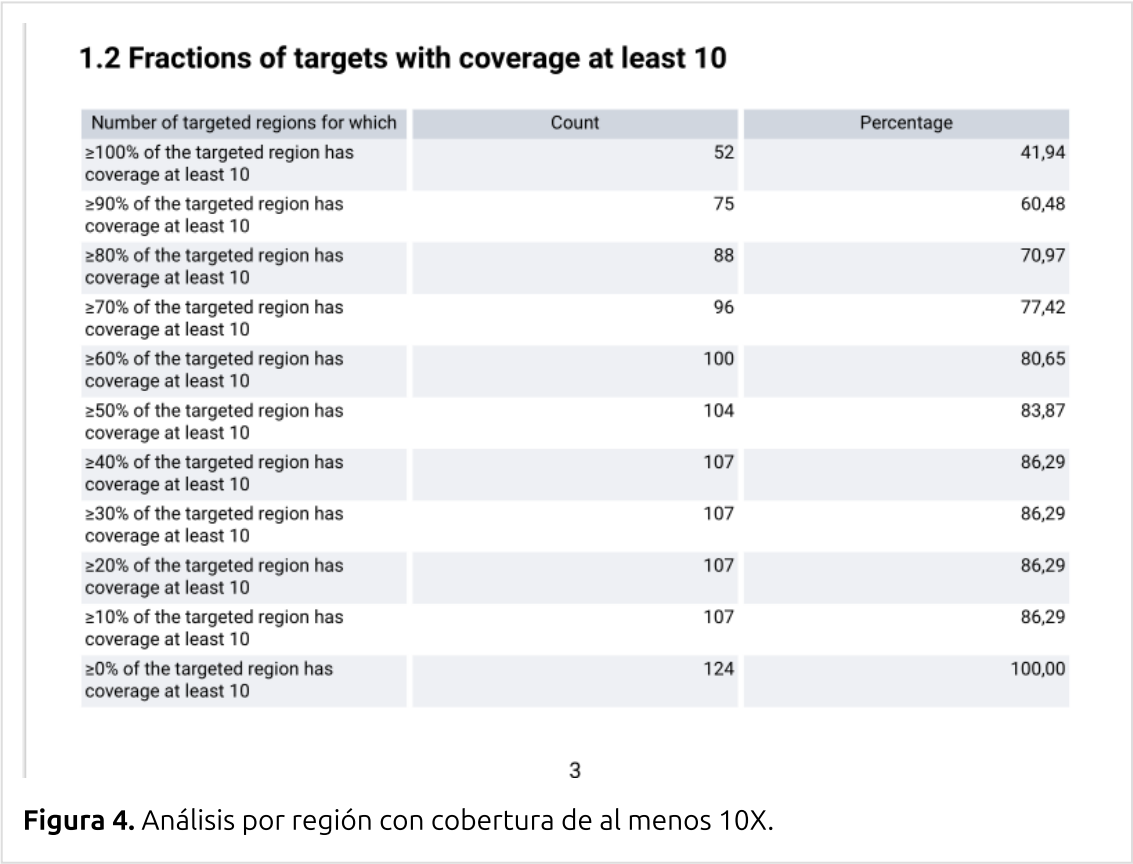 1.2 Fractions of targets with coverage at least 10
Number of targeted regions for which Count Percentage
≥100% of the targeted region has 52 41,94
coverage at least 10
≥90% of the targeted region has 75 60,48
coverage at least 10
≥80% of the targeted region has 88 70,97
coverage at least 10
≥70% of the targeted region has 96 77,42
coverage at least 10
≥60% of the targeted region has 100 80,65
coverage at least 10
≥50% of the targeted region has 104 83,87
coverage at least 10
≥40% of the targeted region has 107 86,29
coverage at least 10
≥30% of the targeted region has 107 86,29
coverage at least 10
≥20% of the targeted region has 107 86,29
coverage at least 10
≥10% of the targeted region has 107 86,29
coverage at least 10
≥0% of the targeted region has 124 100,00
coverage at least 10
3
Figura 4. Análisis por región con cobertura de al menos 10X.